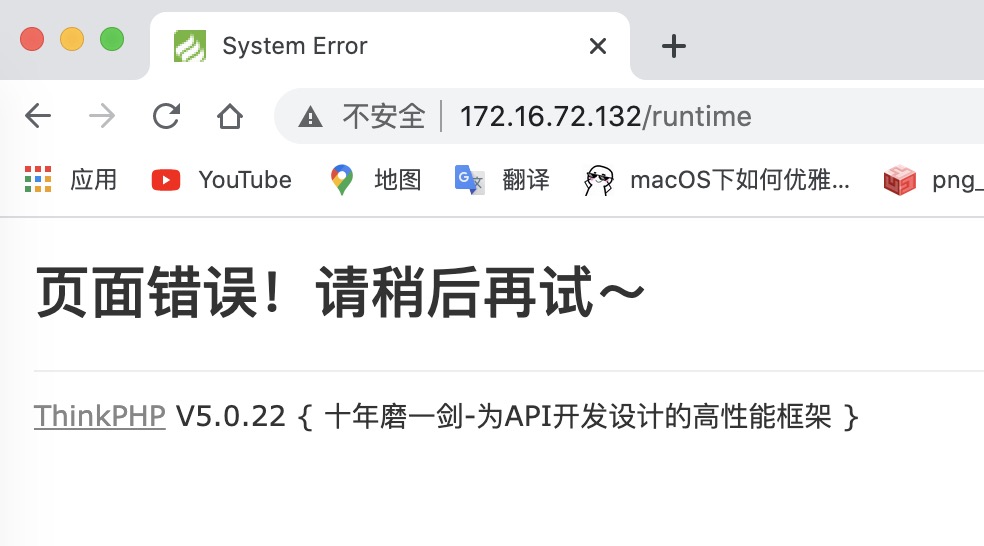 System Error
不安全 172.16.72.132/runtime
应用 YouTube 地图 翻译 macOS下如何优雅... png_
页面错误！请稍后再试～
ThinkPHP V5.0.22 { 十年磨一剑-为API开发设计的高性能框架 }